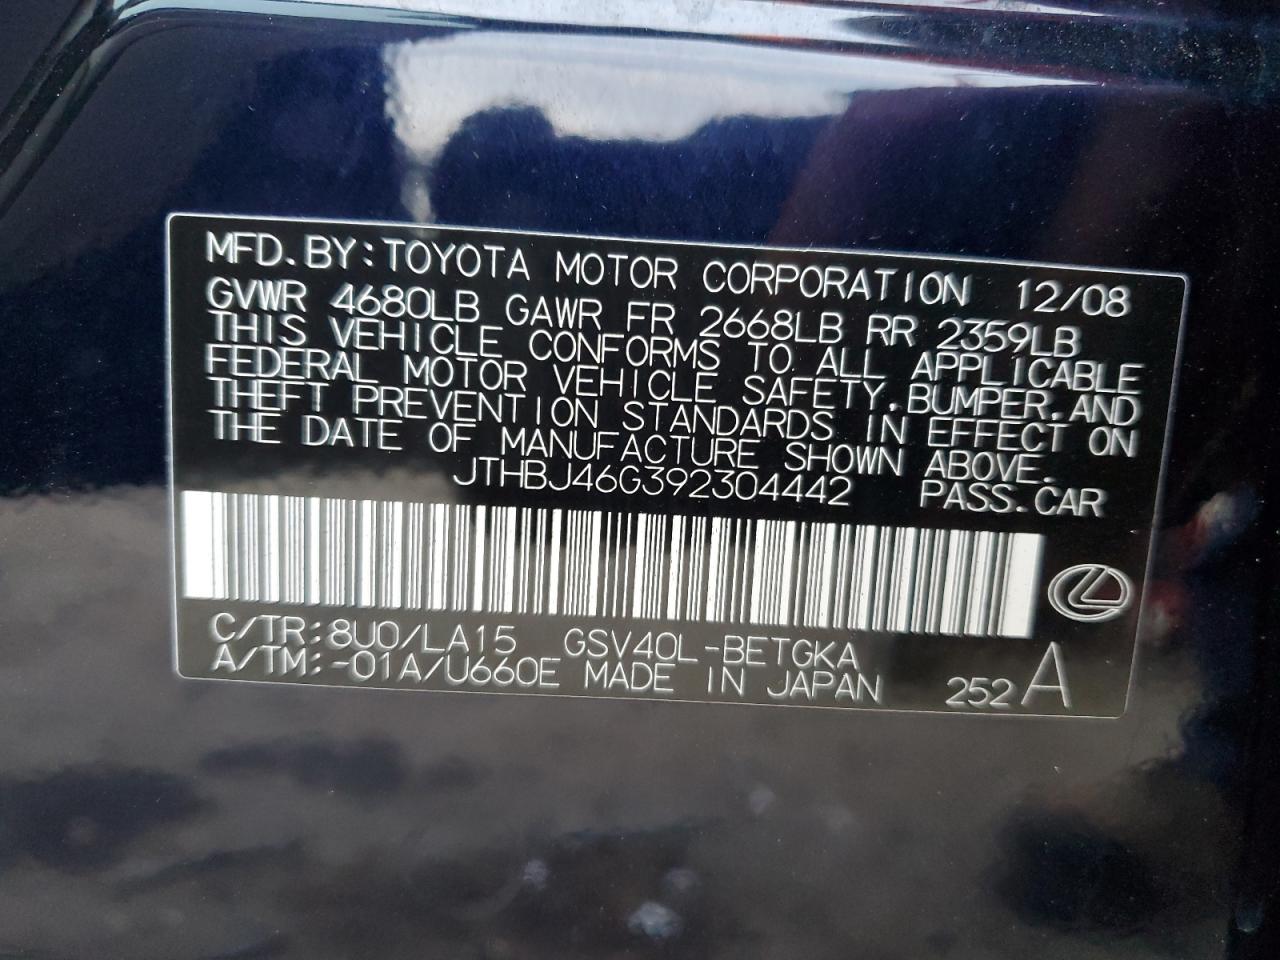 MFD.BY:TOYOTA MOTOR CORPORATION 12/08
GVWR 4680LB GAWR FR 2668LB RR 2359LB
THIS VEHICLE CONFORMS TO ALL APPLICABLE
FEDERAL MOTOR VEHICLE SAFETY.BUMPER.AND
THEFT PREVENTION STANDARDS IN EFFECT ON
THE DATE OF MANUFACTURE SHOWN ABOVE.
JTHBJ46G392304442 PASS.CAR
C/TR:8U0/LA15 GSV40L-BETGKA
A/TM:-01A/U660E MADE IN JAPAN 252A